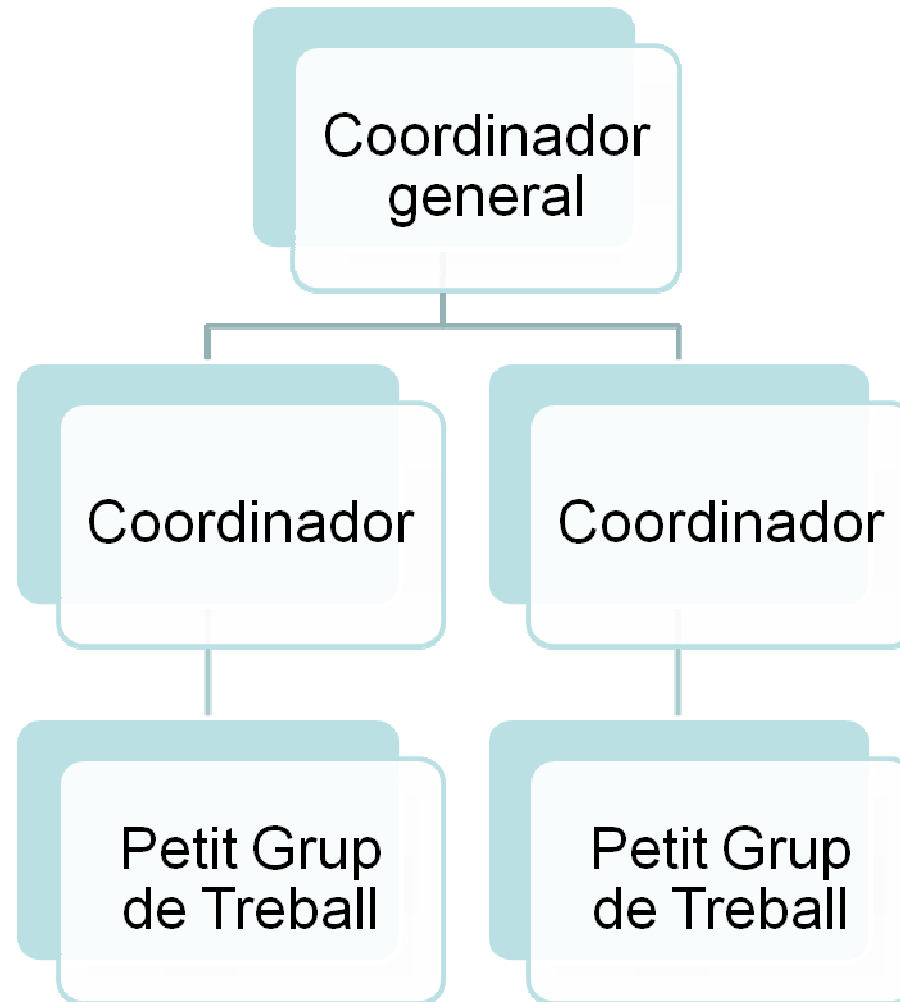 Coordinador
general
Coordinador
Coordinador
Petit Grup
de Treball
Petit Grup
de Treball